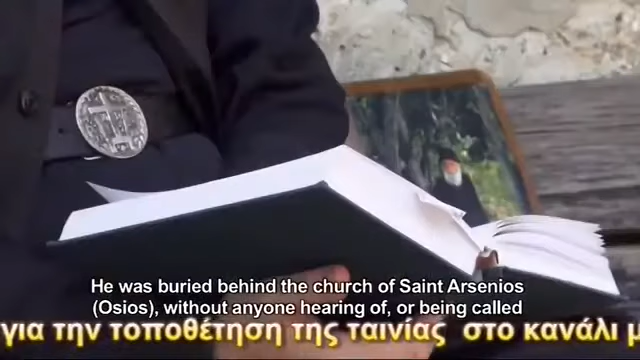 He was buried behind the church of Saint Arsenios
(Osios), without anyone hearing of, or being called
για την τοποθέτηση της ταινίας στο κανάλι μ